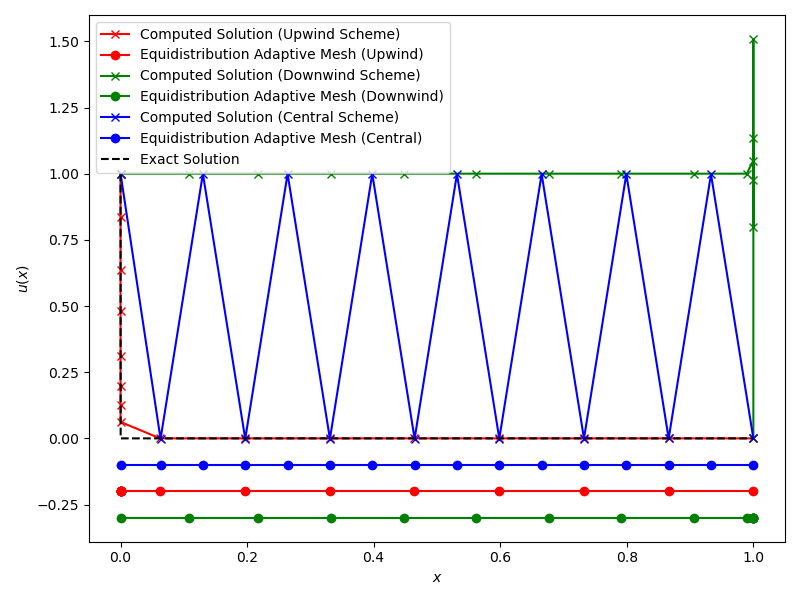 1.50
1.25
1.00
0.75
0.50
0.25
0.00
−0.25
u(x)
Computed Solution (Upwind Scheme)
Equidistribution Adaptive Mesh (Upwind)
Computed Solution (Downwind Scheme)
Equidistribution Adaptive Mesh (Downwind)
Computed Solution (Central Scheme)
Equidistribution Adaptive Mesh (Central)
Exact Solution
0.0 0.2 0.4 0.6 0.8 1.0
x